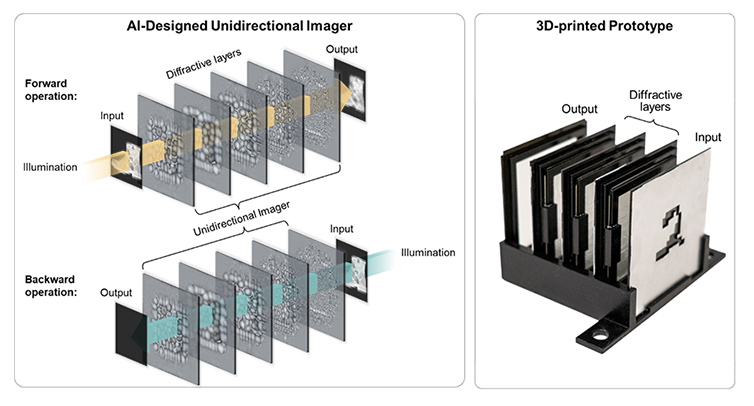 AI-Designed Unidirectional Imager
Forward
operation:
Diffractive layers
Output
Input
Illumination
Unidirectional Imager
Backward
operation:
Output
Input
Illumination
3D-printed Prototype
Output
Diffractive
layers
Input
2